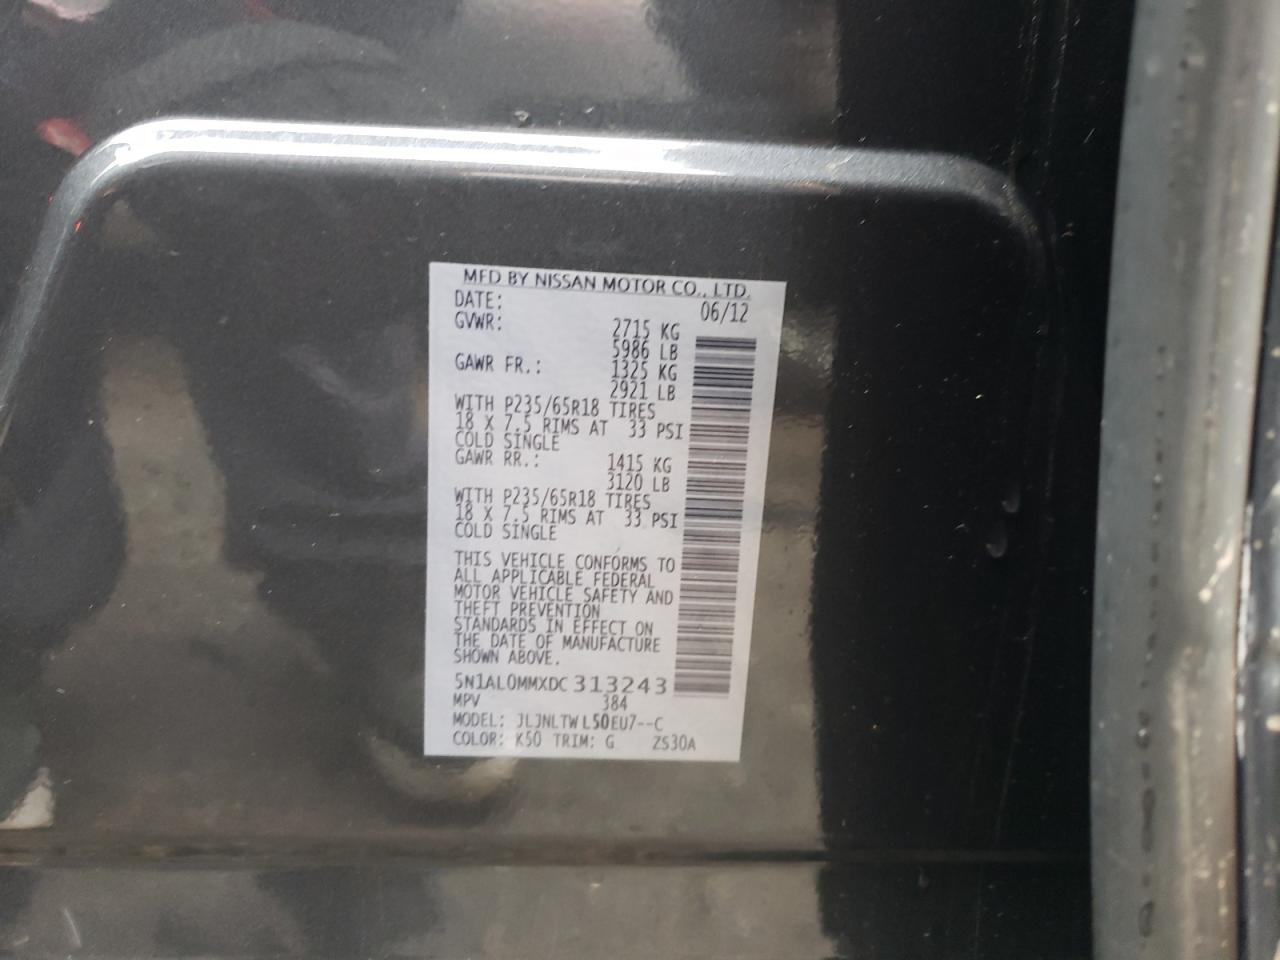 MFD BY NISSAN MOTOR CO., LTD.
DATE: 06/12
GVWR: 2715 KG
5986 LB
GAWR FR.: 1325 KG
2921 LB
WITH P235/65R18 TIRES
18 X 7.5 RIMS AT 33 PSI
COLD SINGLE
GAWR RR.: 1415 KG
3120 LB
WITH P235/65R18 TIRES
18 X 7.5 RIMS AT 33 PSI
COLD SINGLE
THIS VEHICLE CONFORMS TO
ALL APPLICABLE FEDERAL
MOTOR VEHICLE SAFETY AND
THEFT PREVENTION
STANDARDS IN EFFECT ON
THE DATE OF MANUFACTURE
SHOWN ABOVE.
5N1AL0MMXDC313243
MPV 384
MODEL: JLJNLTWL50EU7--C
COLOR: K50 TRIM: G ZS30A